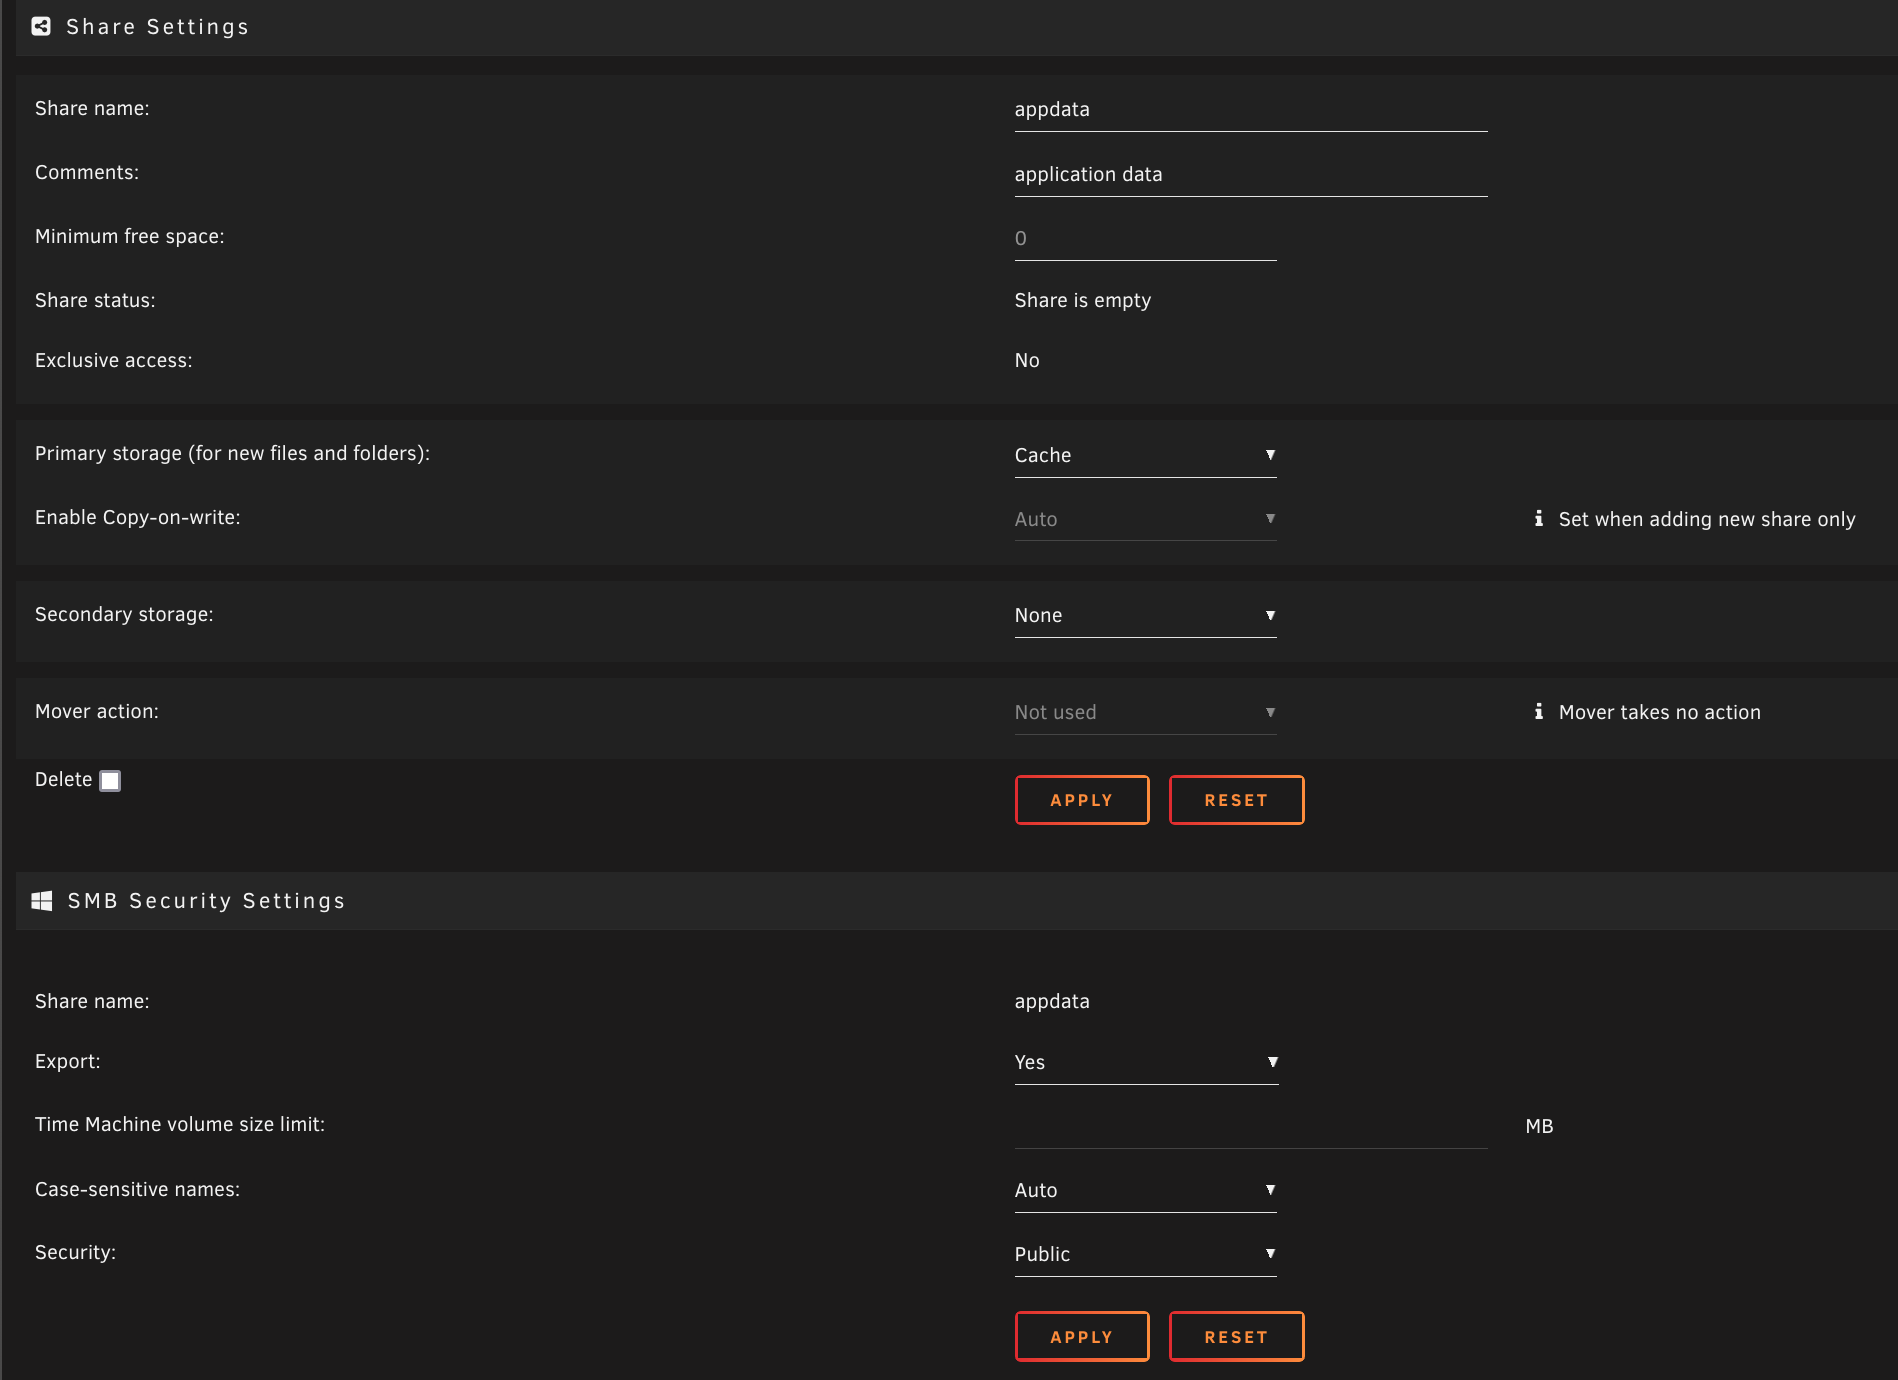 Share Settings
Share name: appdata
Comments: application data
Minimum free space: 0
Share status: Share is empty
Exclusive access: No
Primary storage (for new files and folders): Cache
Enable Copy-on-write: Auto Set when adding new share only
Secondary storage: None
Mover action: Not used Mover takes no action
Delete APPLY RESET
SMB Security Settings
Share name: appdata
Export: Yes
Time Machine volume size limit: MB
Case-sensitive names: Auto
Security: Public
APPLY RESET